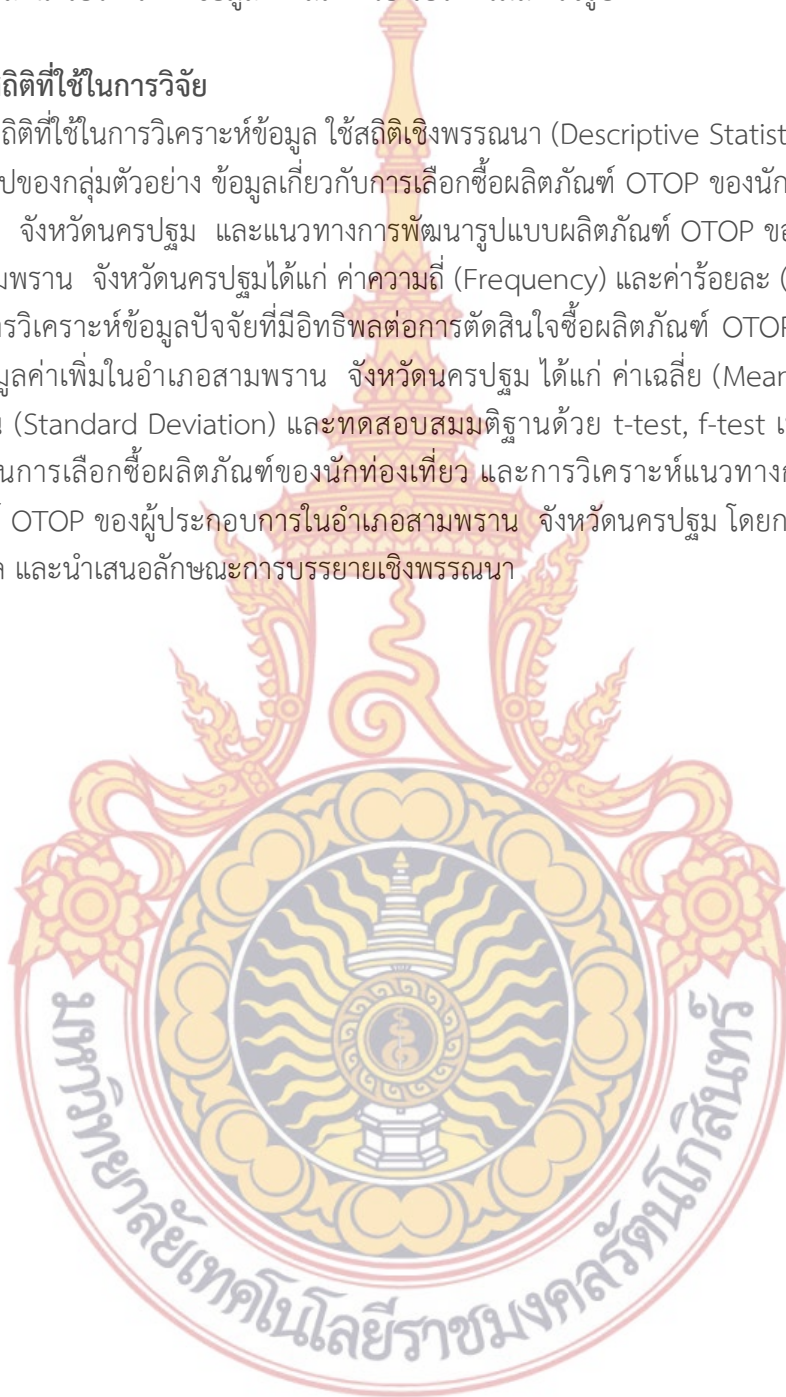 ถิติที่ใช้ในการวิจัย
ถิติที่ใช้ในการวิเคราะห์ข้อมูล ใช้สถิติเชิงพรรณนา (Descriptive Statist
ปของกลุ่มตัวอย่าง ข้อมูลเกี่ยวกับการเลือกซื้อผลิตภัณฑ์ OTOP ของนัก
จังหวัดนครปฐม และแนวทางการพัฒนารูปแบบผลิตภัณฑ์ OTOP ขอ
มพราน จังหวัดนครปฐมได้แก่ ค่าความถี่ (Frequency) และค่าร้อยละ (
ารวิเคราะห์ข้อมูลปัจจัยที่มีอิทธิพลต่อการตัดสินใจซื้อผลิตภัณฑ์ OTOP
มูลค่าเพิ่มในอำเภอสามพราน จังหวัดนครปฐม ได้แก่ ค่าเฉลี่ย (Mean
(Standard Deviation) และทดสอบสมมติฐานด้วย t-test, f-test เ
นการเลือกซื้อผลิตภัณฑ์ของนักท่องเที่ยว และการวิเคราะห์แนวทางก
OTOP ของผู้ประกอบการในอำเภอสามพราน จังหวัดนครปฐม โดยก
และนำเสนอลักษณะการบรรยายเชิงพรรณนา
มหาวิทยาลัยเทคโนโลยีราชมงคลรัตนโกสินทร์